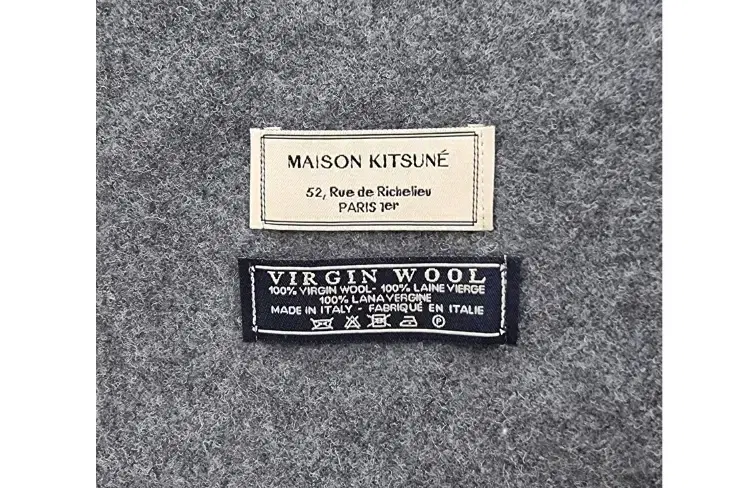 MAISON KITSUNÉ
52, Rue de Richelieu
PARIS 1er
VIRGIN WOOL
100% VIRGIN WOOL - 100% LAINE VIERGE
100% LANA VERGINE
MADE IN ITALY - FABRIQUÉ EN ITALIE